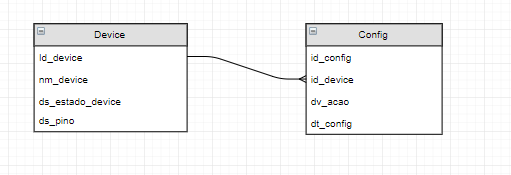 Device
Id_device
nm_device
ds_estado_device
ds_pino
Config
id_config
id_device
dv_acao
dt_config